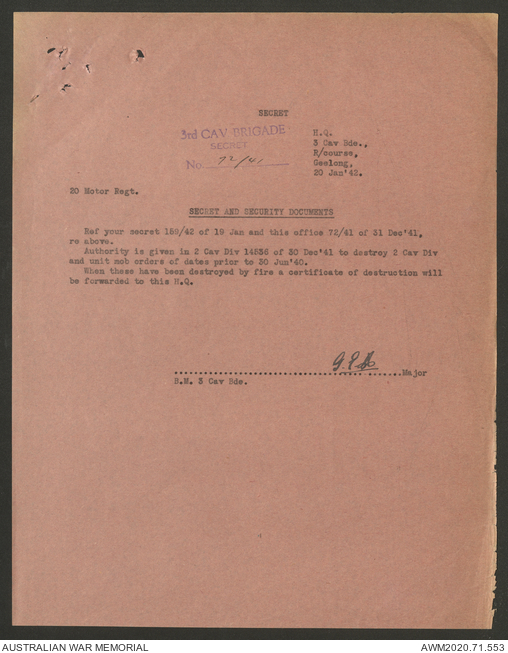 SECRET
3rd CAV BRIGADE
SECRET
No. 72/41
H.Q.
3 Cav Bde.,
R/course,
Geelong,
20 Jan'42.
20 Motor Regt.
SECRET AND SECURITY DOCUMENTS
Ref your secret 159/42 of 19 Jan and this office 72/41 of 31 Dec'41,
re above.
Authority is given in 2 Cav Div 14536 of 30 Dec'41 to destroy 2 Cav Div
and unit mob orders of dates prior to 30 Jun'40.
When these have been destroyed by fire a certificate of destruction will
be forwarded to this H.Q.
Major
B.M. 3 Cav Bde.
AUSTRALIAN WAR MEMORIAL
AWM2020.71.553